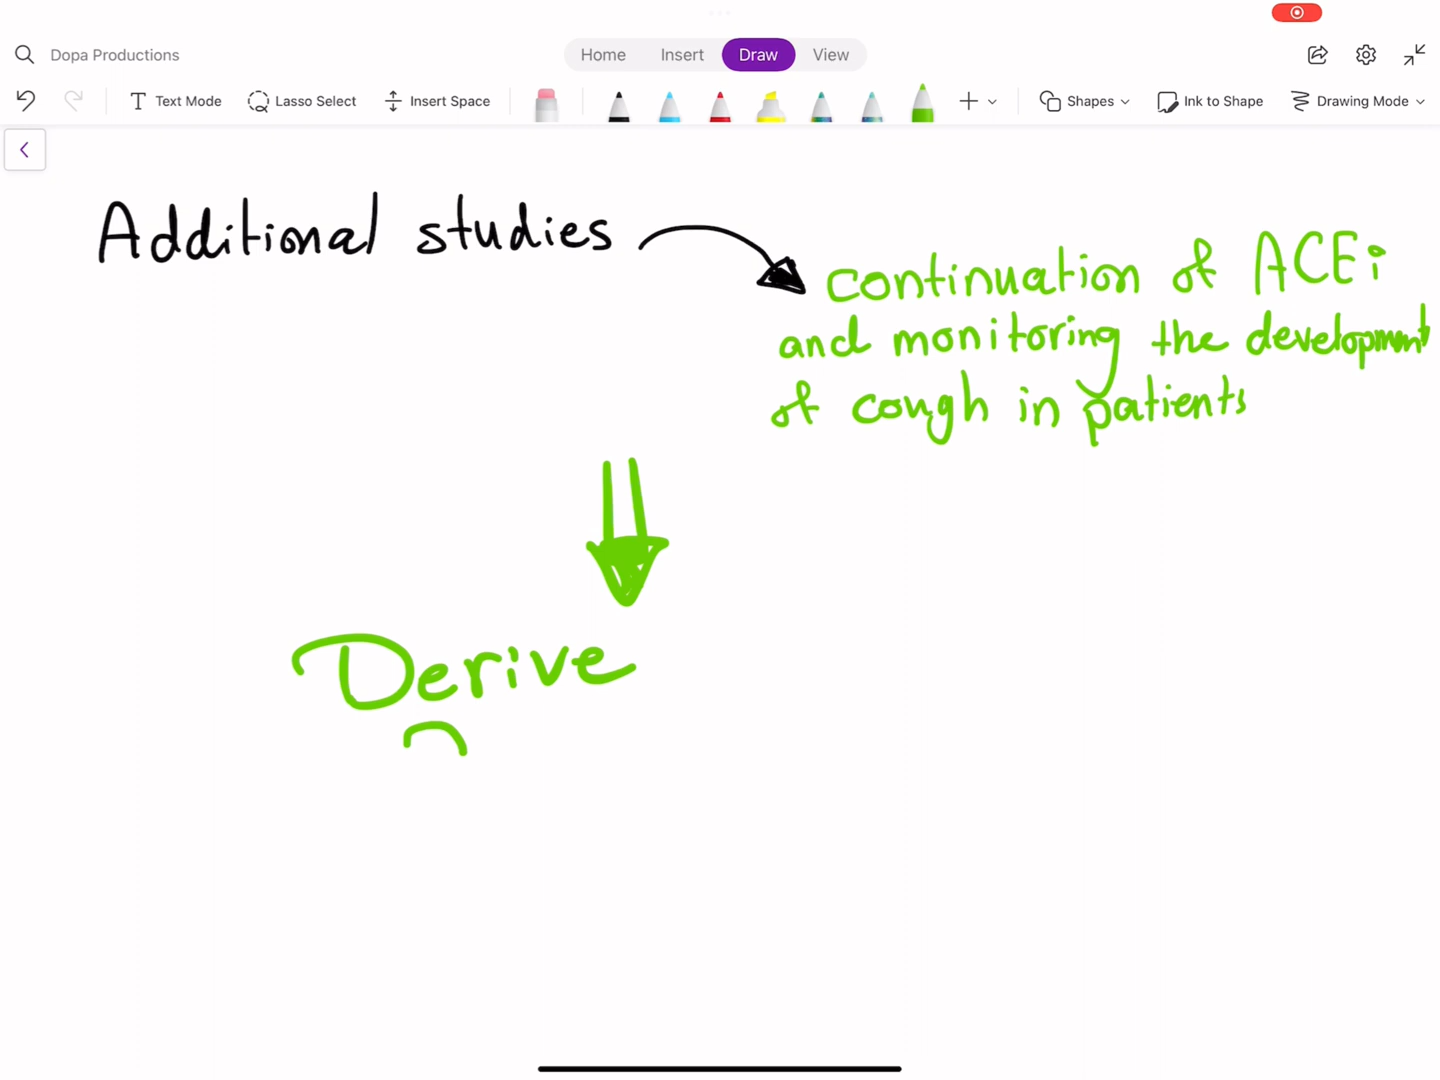 Dopa Productions
Home Insert Draw View
Text Mode Lasso Select Insert Space Shapes Ink to Shape Drawing Mode
Additional studies
continuation of ACEi
and monitoring the development
of cough in patients
Derive